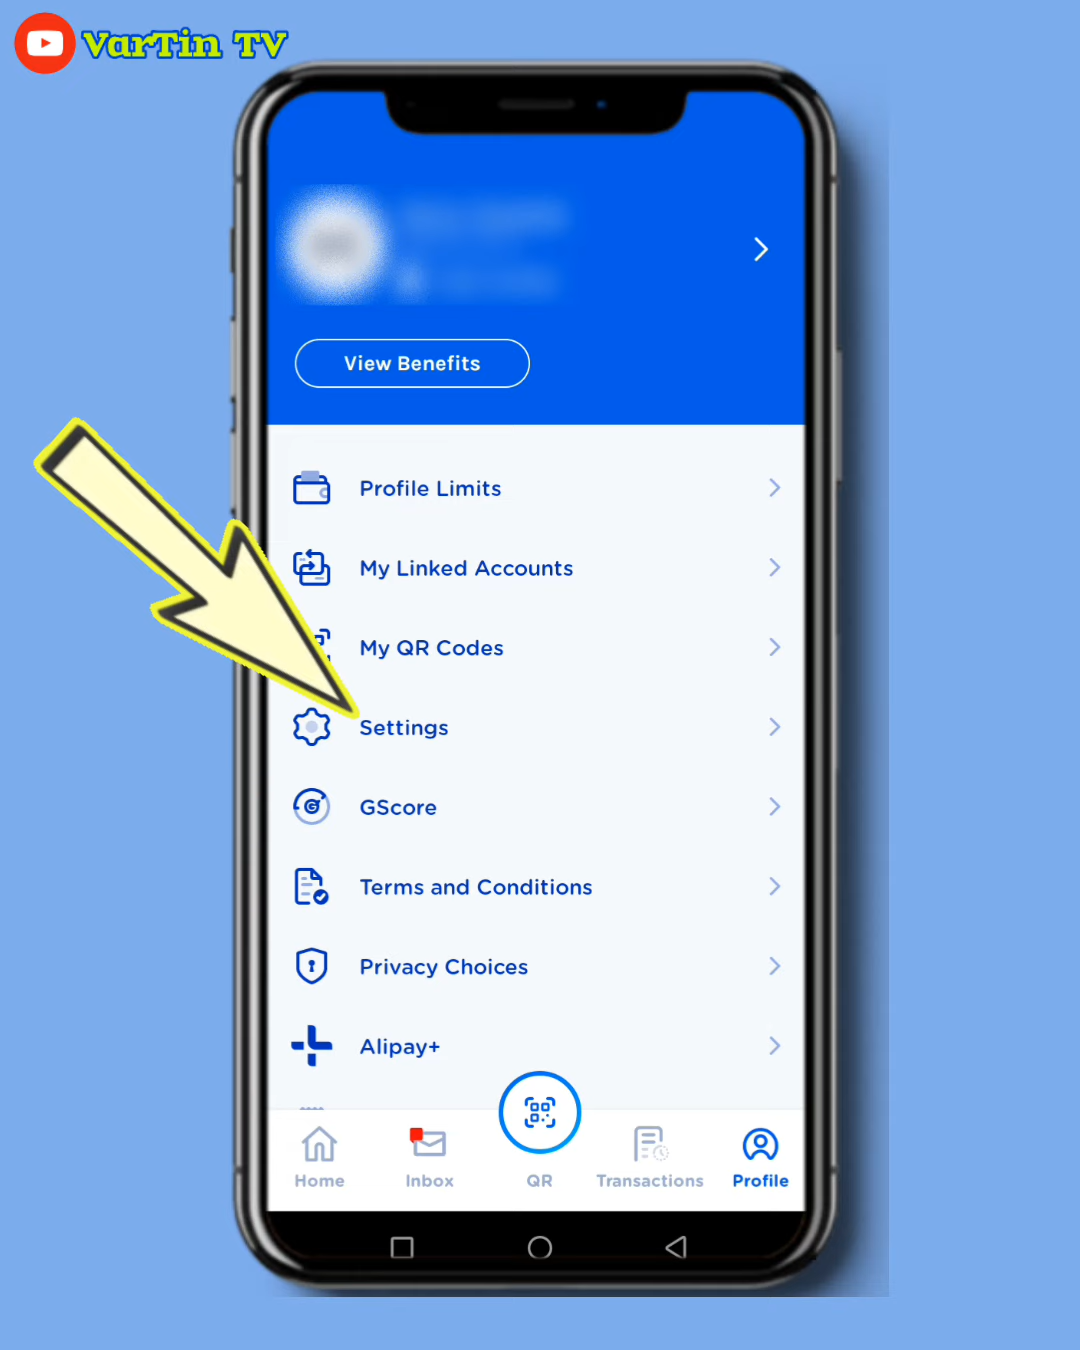 VarTin TV
View Benefits
Profile Limits
My Linked Accounts
My QR Codes
Settings
GScore
Terms and Conditions
Privacy Choices
Alipay+
Home
Inbox
QR
Transactions
Profile